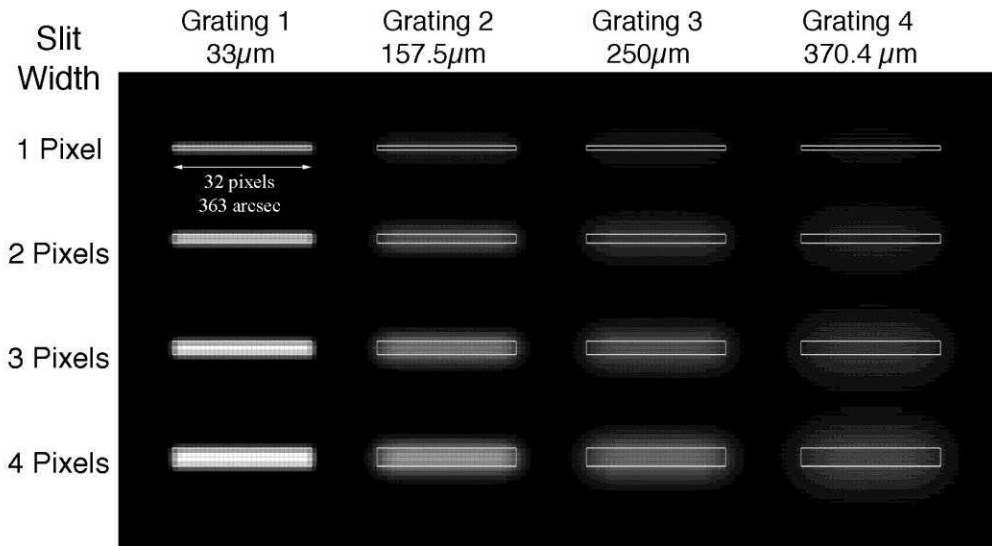 Slit
Width
Grating 1
33µm
Grating 2
157.5µm
Grating 3
250µm
Grating 4
370.4 µm
1 Pixel
32 pixels
363 arcsec
2 Pixels
3 Pixels
4 Pixels